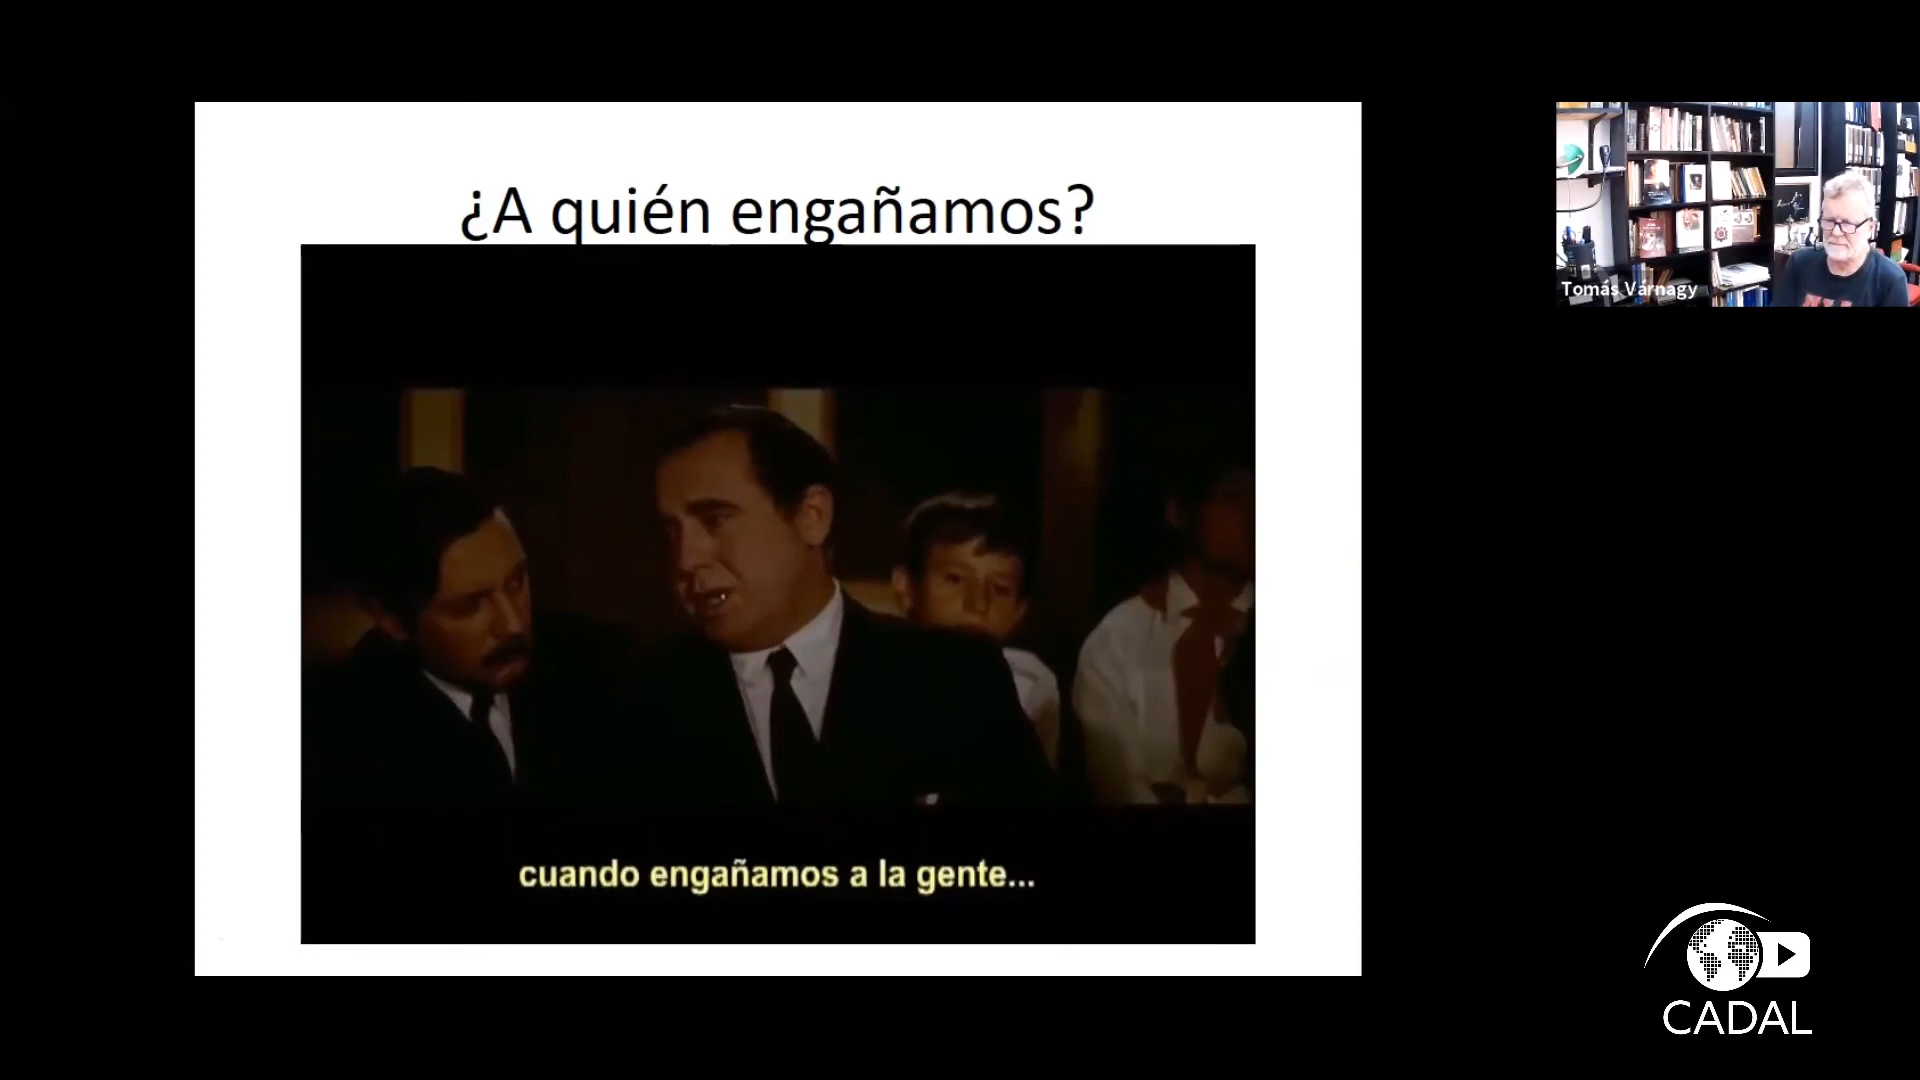 ¿A quién engañamos?
cuando engañamos a la gente...
Tomás Várnagy
CADAL